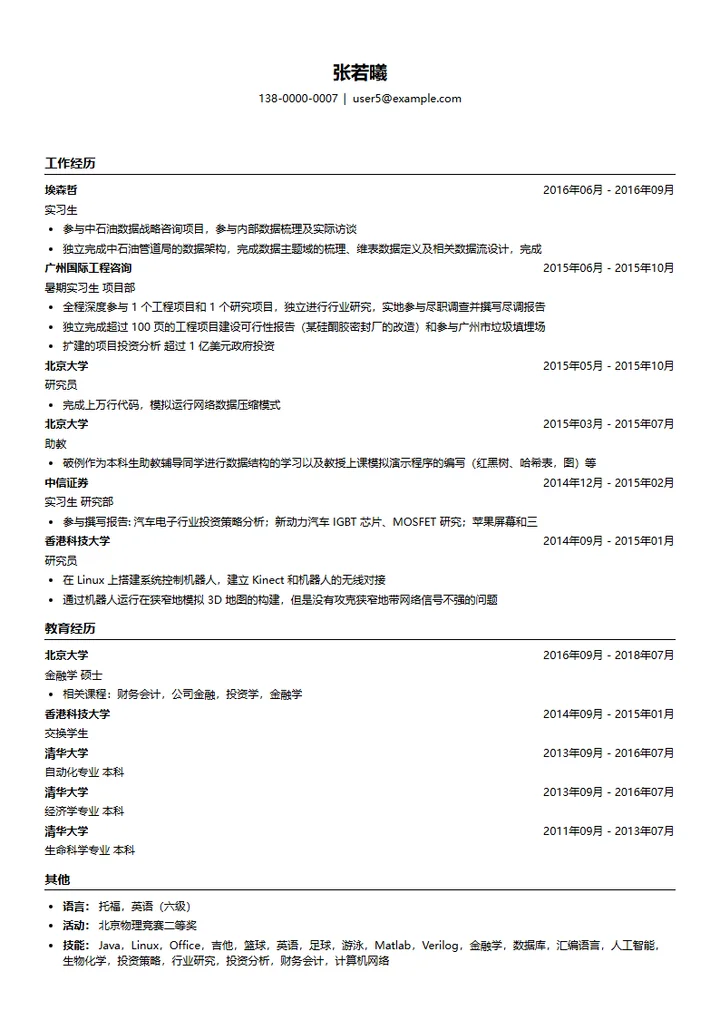 张若曦
138-0000-0007 | user5@example.com
工作经历
埃森哲 2016年06月 - 2016年09月
实习生
• 参与中石油数据战略咨询项目，参与内部数据梳理及实际访谈
• 独立完成中石油管道局的数据架构，完成数据主题域的梳理、维表数据定义及相关数据流设计，完成
广州国际工程咨询 2015年06月 - 2015年10月
暑期实习生 项目部
• 全程深度参与 1 个工程项目和 1 个研究项目，独立进行行业研究，实地参与尽职调查并撰写尽调报告
• 独立完成超过 100 页的工程项目建设可行性报告（某硅酮胶密封厂的改造）和参与广州市垃圾填埋场
• 扩建的项目投资分析 超过 1 亿美元政府投资
北京大学 2015年05月 - 2015年10月
研究员
• 完成上万行代码，模拟运行网络数据压缩模式
北京大学 2015年03月 - 2015年07月
助教
• 破例作为本科生助教辅导同学进行数据结构的学习以及教授上课模拟演示程序的编写（红黑树、哈希表，图）等
中信证券 2014年12月 - 2015年02月
实习生 研究部
• 参与撰写报告: 汽车电子行业投资策略分析；新动力汽车 IGBT 芯片、MOSFET 研究；苹果屏幕和三
香港科技大学 2014年09月 - 2015年01月
研究员
• 在 Linux 上搭建系统控制机器人，建立 Kinect 和机器人的无线对接
• 通过机器人运行在狭窄地模拟 3D 地图的构建，但是没有攻克狭窄地带网络信号不强的问题
教育经历
北京大学 2016年09月 - 2018年07月
金融学 硕士
• 相关课程：财务会计，公司金融，投资学，金融学
香港科技大学 2014年09月 - 2015年01月
交换学生
清华大学 2013年09月 - 2016年07月
自动化专业 本科
清华大学 2013年09月 - 2016年07月
经济学专业 本科
清华大学 2011年09月 - 2013年07月
生命科学专业 本科
其他
• 语言： 托福，英语（六级）
• 活动： 北京物理竞赛二等奖
• 技能： Java，Linux，Office，吉他，篮球，英语，足球，游泳，Matlab，Verilog，金融学，数据库，汇编语言，人工智能，
生物化学，投资策略，行业研究，投资分析，财务会计，计算机网络